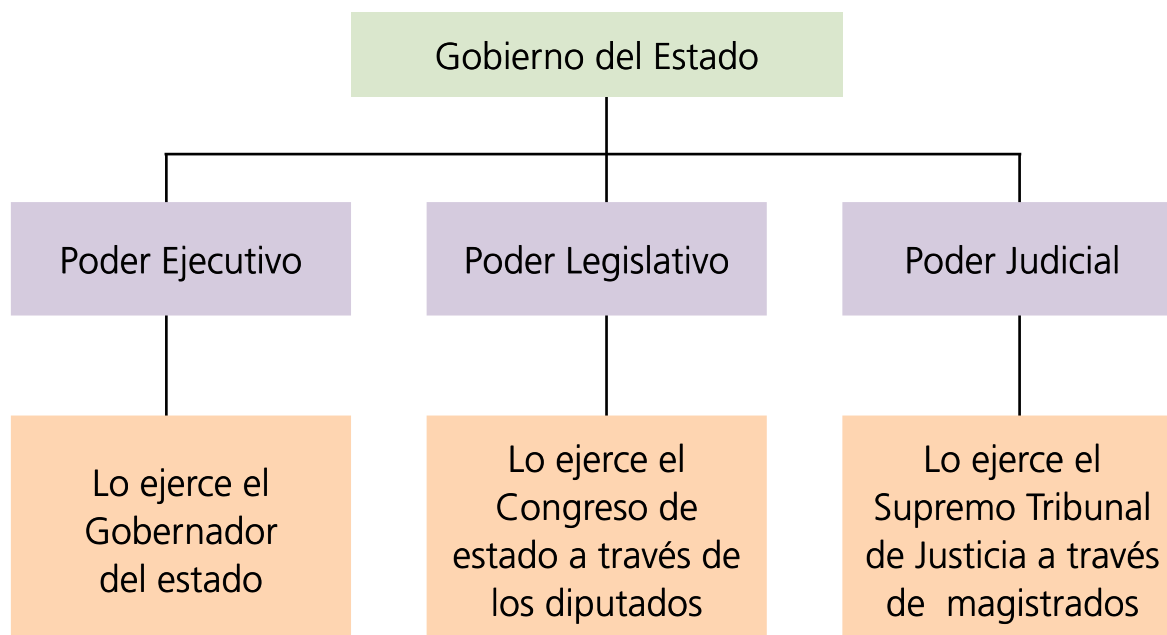 Gobierno del Estado
Poder Ejecutivo
Poder Legislativo
Poder Judicial
Lo ejerce el
Gobernador
del estado
Lo ejerce el
Congreso de
estado a través de
los diputados
Lo ejerce el
Supremo Tribunal
de Justicia a través
de magistrados